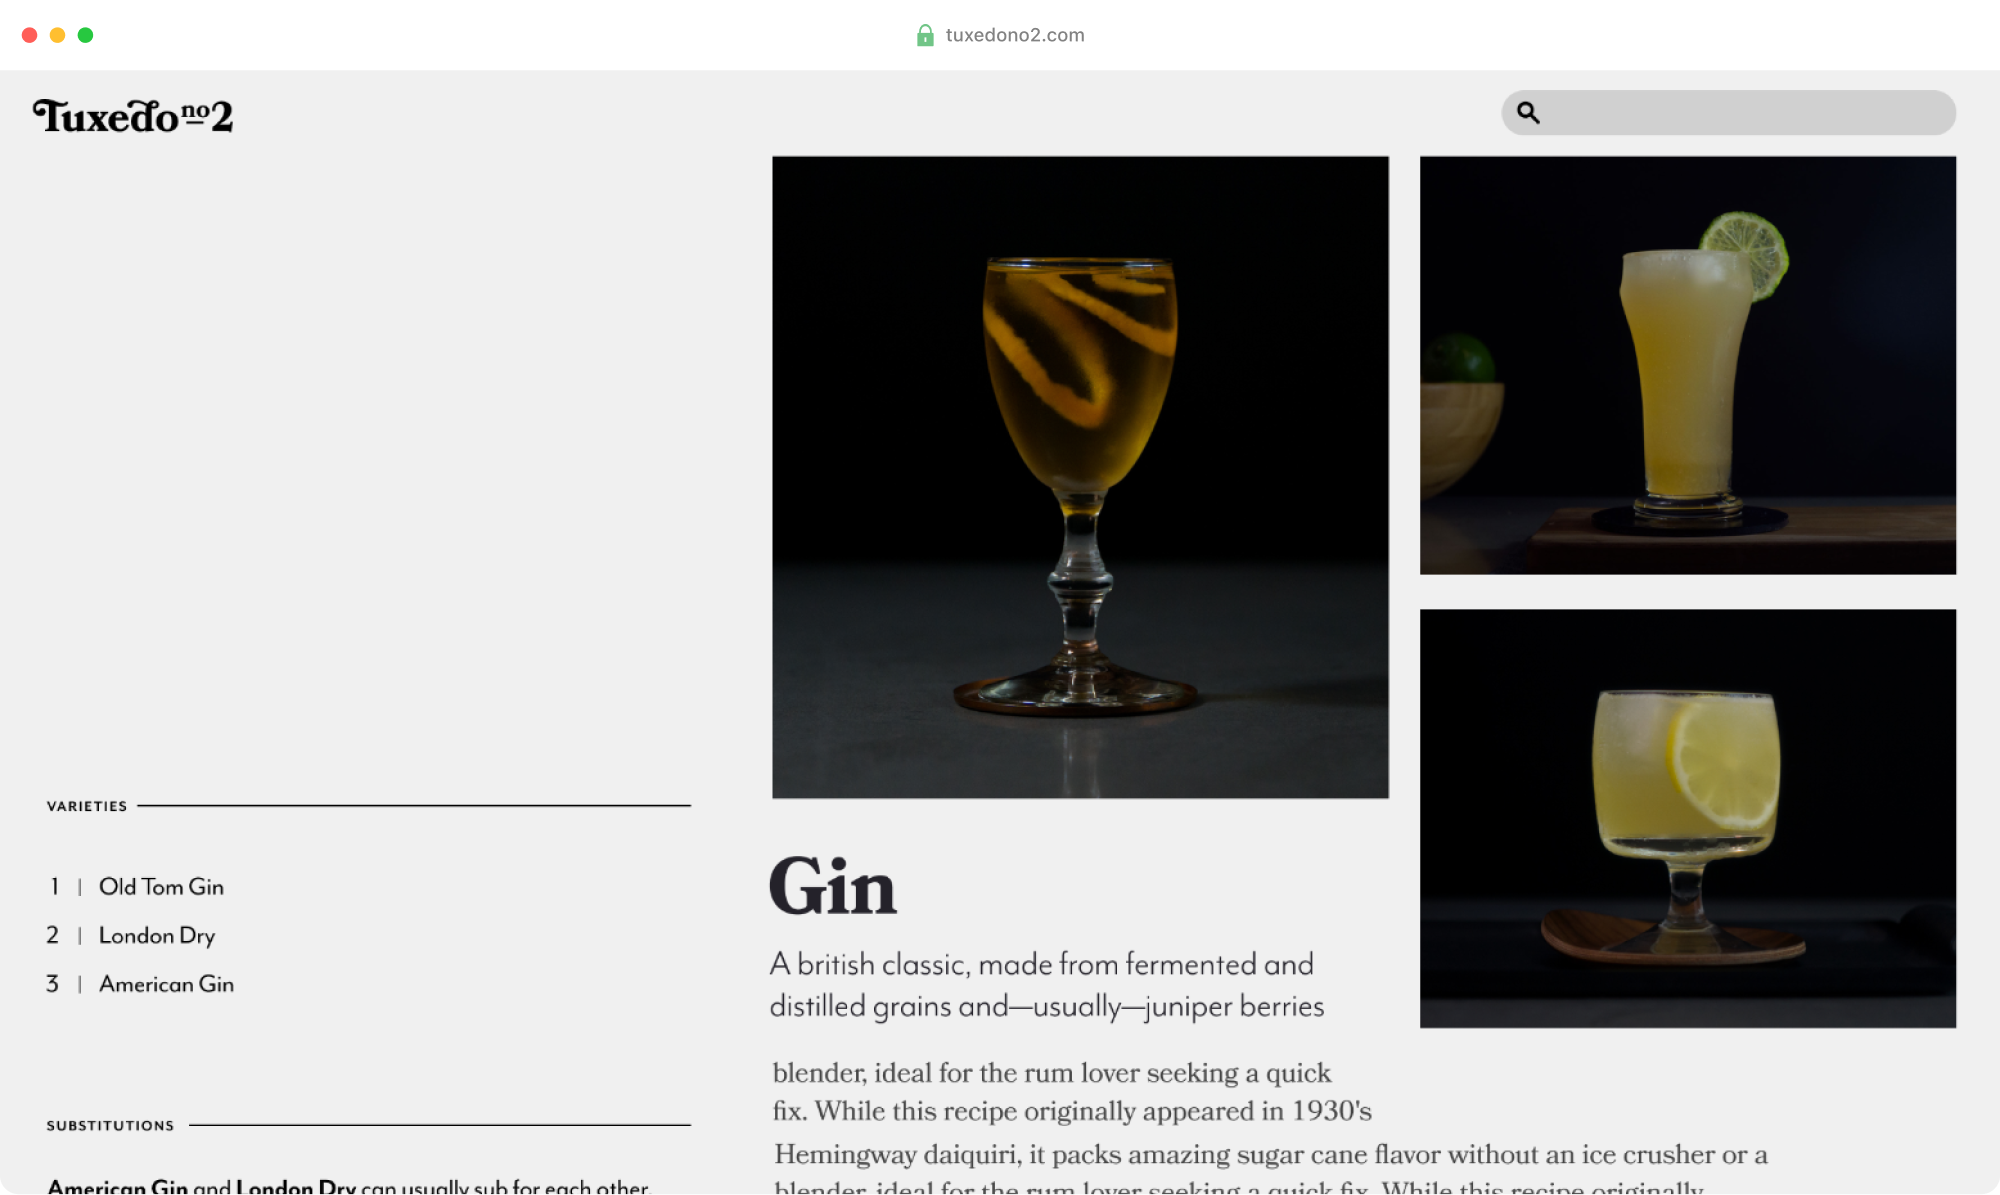 tuxedono2.com
Tuxedo no2
VARIETIES
1 | Old Tom Gin
2 | London Dry
3 | American Gin
SUBSTITUTIONS
American Gin and London Dry can usually sub for each other.
Gin
A british classic, made from fermented and
distilled grains and—usually—juniper berries
blender, ideal for the rum lover seeking a quick
fix. While this recipe originally appeared in 1930's
Hemingway daiquiri, it packs amazing sugar cane flavor without an ice crusher or a
blender, ideal for the rum lover seeking a quick fix. While this recipe originally